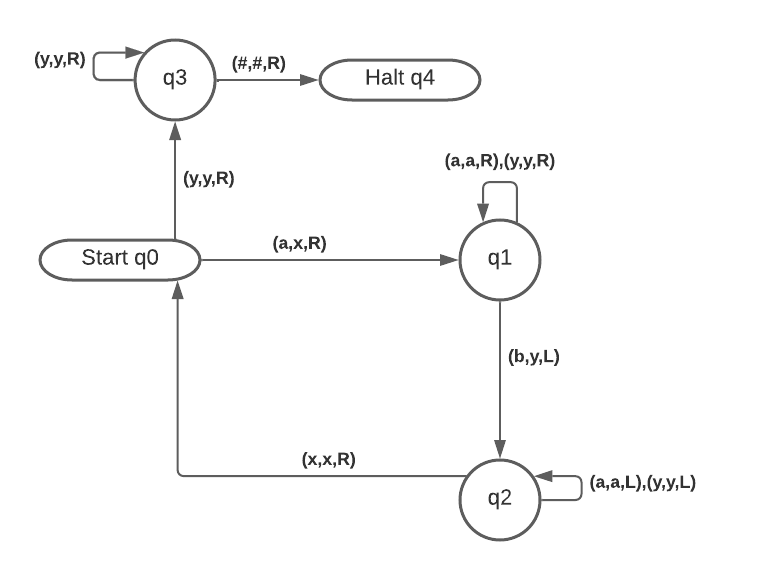 (y,y,R)
q3
(#,#,R)
Halt q4
(y,y,R)
(a,a,R),(y,y,R)
Start q0
(a,x,R)
q1
(b,y,L)
(x,x,R)
q2
(a,a,L),(y,y,L)